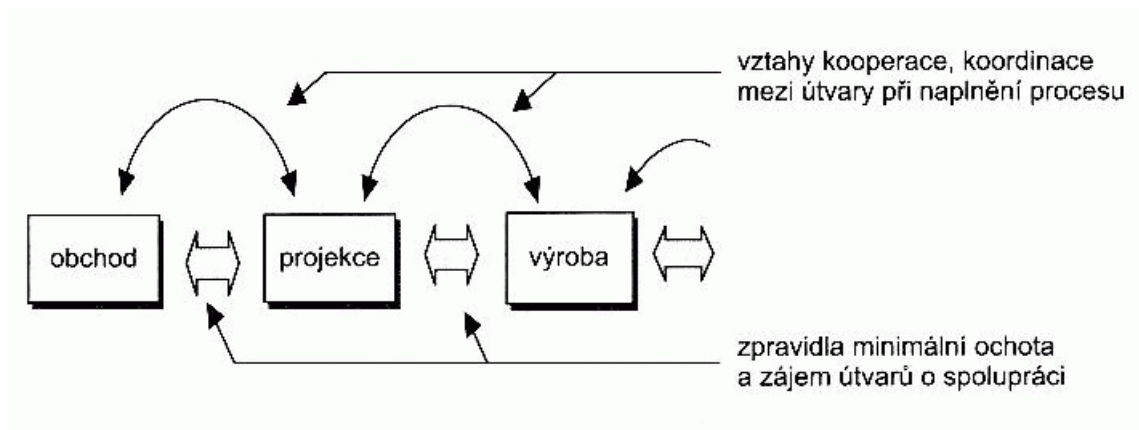 vztahy kooperace, koordinace
mezi útvary při naplnění procesu
obchod
projekce
výroba
zpravidla minimální ochota
a zájem útvarů o spolupráci